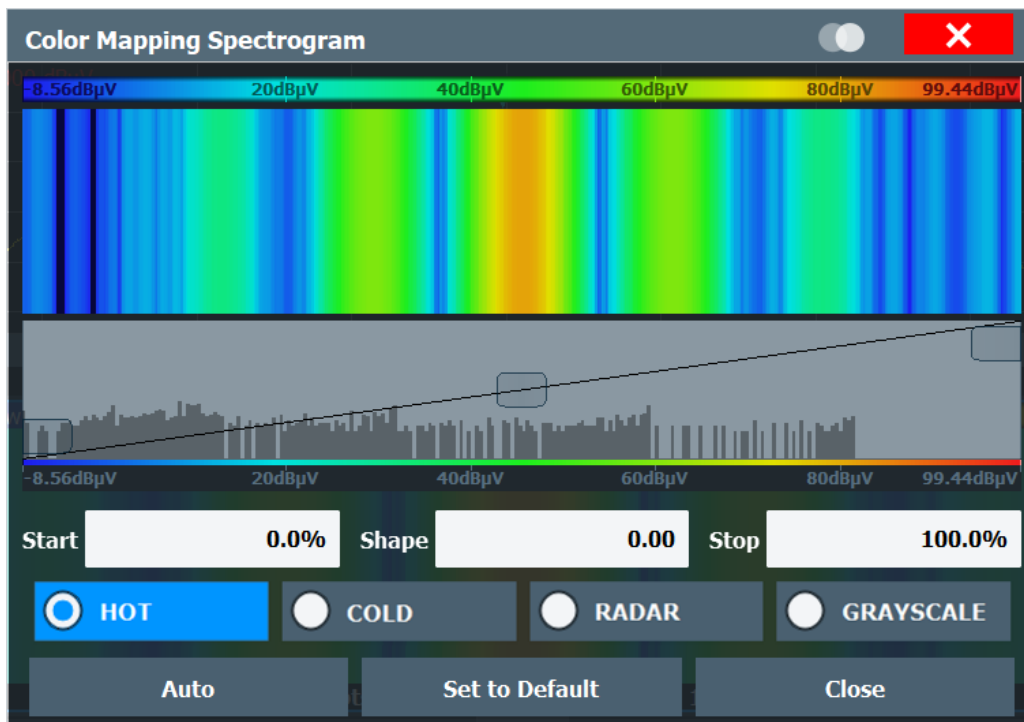 Color Mapping Spectrogram
-8.56dBµV 20dBµV 40dBµV 60dBµV 80dBµV 99.44dBµV
-8.56dBµV 20dBµV 40dBµV 60dBµV 80dBµV 99.44dBµV
Start 0.0% Shape 0.00 Stop 100.0%
HOT COLD RADAR GRAYSCALE
Auto Set to Default Close